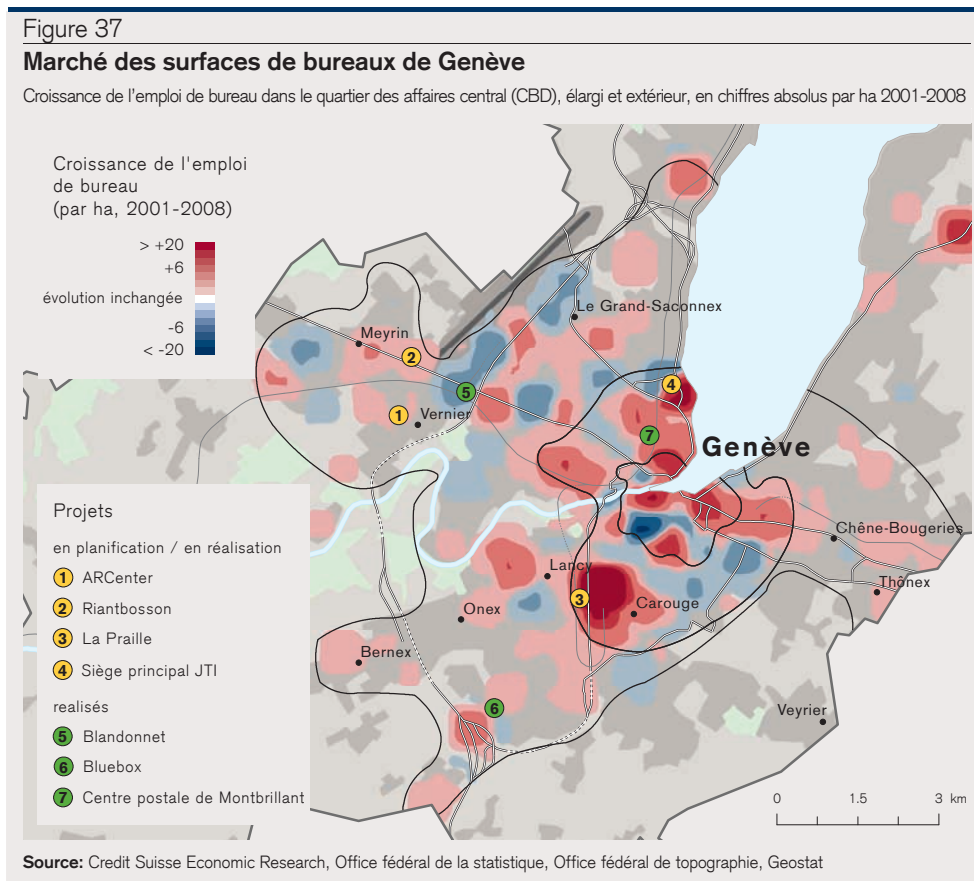 Figure 37
Marché des surfaces de bureaux de Genève
Croissance de l'emploi de bureau dans le quartier des affaires central (CBD), élargi et extérieur, en chiffres absolus par ha 2001-2008
Croissance de l'emploi
de bureau
(par ha, 2001-2008)
> +20
+6
évolution inchangée
-6
< -20
Le Grand-Saconnex
Meyrin
2
5
4
1
Vernier
7
Genève
Chêne-Bougeries
Lancy
Thônex
3
Carouge
Onex
Bernex
6
Veyrier
Projets
en planification / en réalisation
1 ARCenter
2 Riantbosson
3 La Praille
4 Siège principal JTI
realisés
5 Blandonnet
6 Bluebox
7 Centre postale de Montbrillant
0 1.5 3 km
Source: Credit Suisse Economic Research, Office fédéral de la statistique, Office fédéral de topographie, Geostat